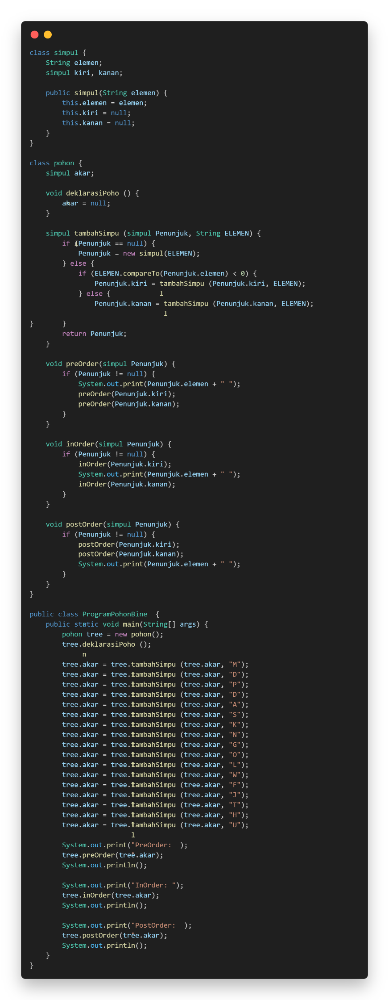 class simpul {
    String elemen;
    simpul kiri, kanan;

    public simpul(String elemen) {
        this.elemen = elemen;
        this.kiri = null;
        this.kanan = null;
    }
}

class pohon {
    simpul akar;

    void deklarasiPoho () {
        akar = null;
    }

    simpul tambahSimpu (simpul Penunjuk, String ELEMEN) {
        if (Penunjuk == null) {
            Penunjuk = new simpul(ELEMEN);
        } else {
            if (ELEMEN.compareTo(Penunjuk.elemen) < 0) {
                Penunjuk.kiri = tambahSimpu (Penunjuk.kiri, ELEMEN);
            } else {            l
                Penunjuk.kanan = tambahSimpu (Penunjuk.kanan, ELEMEN);
                                 l
}       }
        return Penunjuk;
    }

    void preOrder(simpul Penunjuk) {
        if (Penunjuk != null) {
            System.out.print(Penunjuk.elemen + " ");
            preOrder(Penunjuk.kiri);
            preOrder(Penunjuk.kanan);
        }
    }

    void inOrder(simpul Penunjuk) {
        if (Penunjuk != null) {
            inOrder(Penunjuk.kiri);
            System.out.print(Penunjuk.elemen + " ");
            inOrder(Penunjuk.kanan);
        }
    }

    void postOrder(simpul Penunjuk) {
        if (Penunjuk != null) {
            postOrder(Penunjuk.kiri);
            postOrder(Penunjuk.kanan);
            System.out.print(Penunjuk.elemen + " ");
        }
    }
}

public class ProgramPohonBine  {
    public static void main(String[] args) {
        pohon tree = new pohon();
        tree.deklarasiPoho ();
             n
        tree.akar = tree.tambahSimpu (tree.akar, "M");
        tree.akar = tree.tambahSimpu (tree.akar, "D");
        tree.akar = tree.tambahSimpu (tree.akar, "P");
        tree.akar = tree.tambahSimpu (tree.akar, "D");
        tree.akar = tree.tambahSimpu (tree.akar, "A");
        tree.akar = tree.tambahSimpu (tree.akar, "S");
        tree.akar = tree.tambahSimpu (tree.akar, "K");
        tree.akar = tree.tambahSimpu (tree.akar, "N");
        tree.akar = tree.tambahSimpu (tree.akar, "G");
        tree.akar = tree.tambahSimpu (tree.akar, "O");
        tree.akar = tree.tambahSimpu (tree.akar, "L");
        tree.akar = tree.tambahSimpu (tree.akar, "W");
        tree.akar = tree.tambahSimpu (tree.akar, "F");
        tree.akar = tree.tambahSimpu (tree.akar, "J");
        tree.akar = tree.tambahSimpu (tree.akar, "T");
        tree.akar = tree.tambahSimpu (tree.akar, "H");
        tree.akar = tree.tambahSimpu (tree.akar, "U");
                         l
        System.out.print("PreOrder:  );
        tree.preOrder(tree.akar);
        System.out.println();

        System.out.print("InOrder: ");
        tree.inOrder(tree.akar);
        System.out.println();

        System.out.print("PostOrder:  );
        tree.postOrder(tree.akar);
        System.out.println();
    }
}